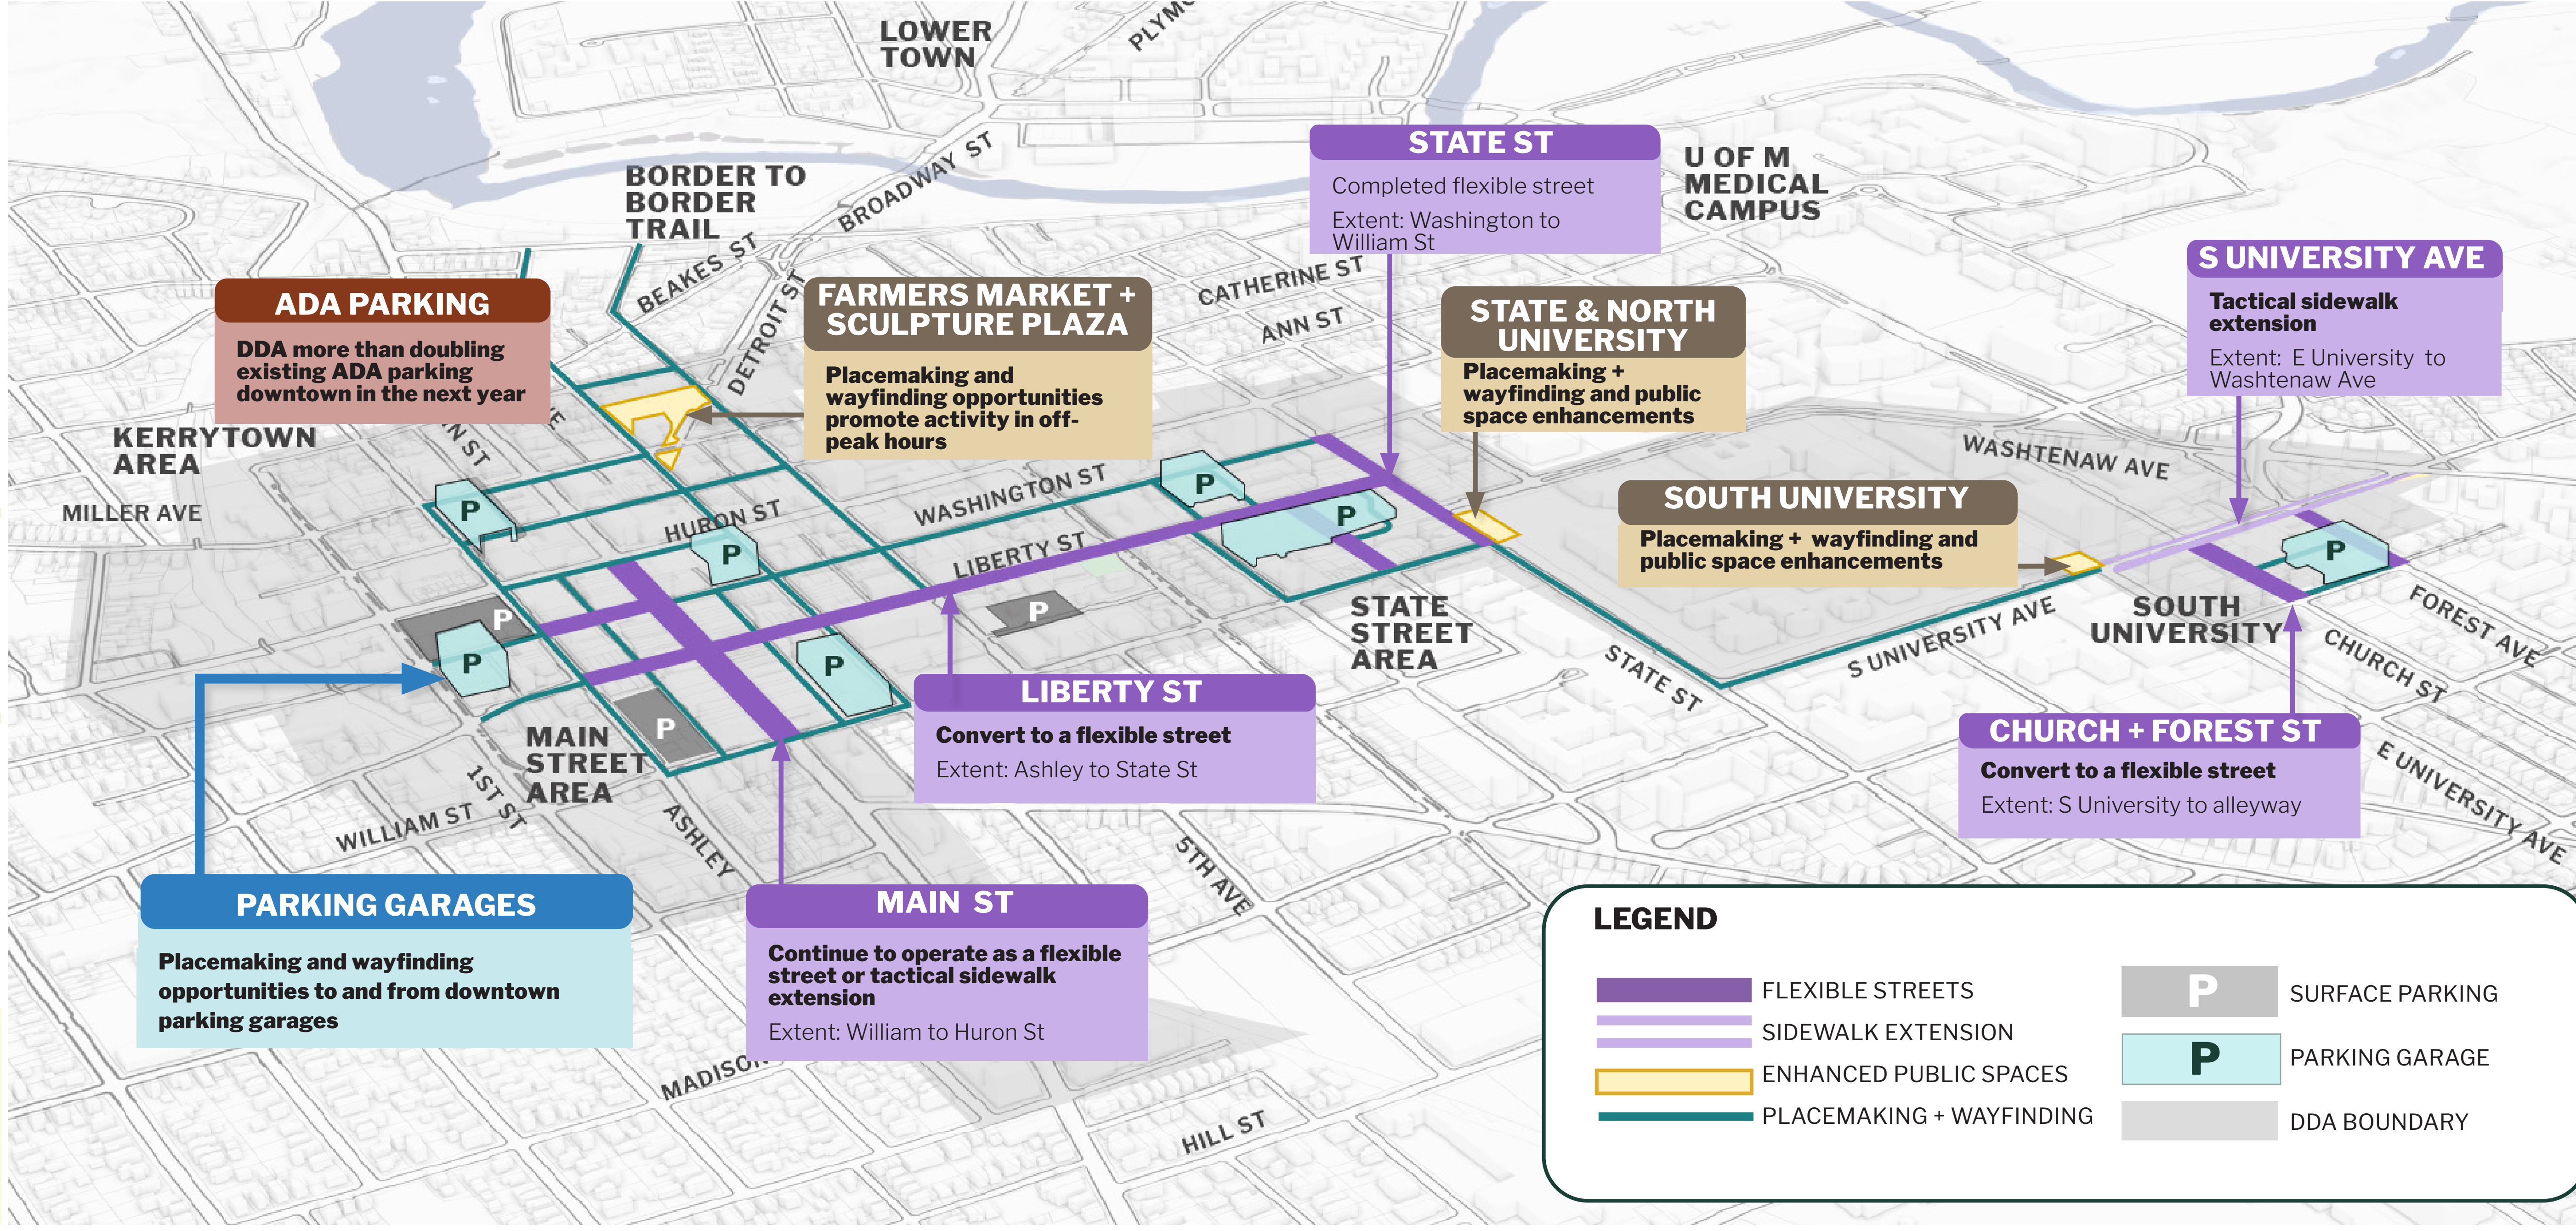 LOWER
TOWN
BORDER TO
BORDER
TRAIL
BROADWAY ST
BEAKES ST
DETROIT ST
STATE ST
Completed flexible street
Extent: Washington to
William St
U OF M
MEDICAL
CAMPUS
CATHERINE ST
ANN ST
S UNIVERSITY AVE
Tactical sidewalk
extension
Extent: E University to
Washtenaw Ave
ADA PARKING
DDA more than doubling
existing ADA parking
downtown in the next year
FARMERS MARKET +
SCULPTURE PLAZA
Placemaking and
wayfinding opportunities
promote activity in off-
peak hours
STATE & NORTH
UNIVERSITY
Placemaking +
wayfinding and public
space enhancements
KERRYTOWN
AREA
MILLER AVE
WASHTENAW AVE
SOUTH UNIVERSITY
Placemaking + wayfinding and
public space enhancements
P
P
P
P
P
P
P
P
P
P
HURON ST
WASHINGTON ST
LIBERTY ST
STATE
STREET
AREA
STATE ST
S UNIVERSITY AVE
SOUTH
UNIVERSITY
FOREST AVE
CHURCH ST
E UNIVERSITY AVE
LIBERTY ST
Convert to a flexible street
Extent: Ashley to State St
CHURCH + FOREST ST
Convert to a flexible street
Extent: S University to alleyway
MAIN
STREET
AREA
1ST ST
WILLIAM ST
ASHLEY
5TH AVE
PARKING GARAGES
Placemaking and wayfinding
opportunities to and from downtown
parking garages
MAIN ST
Continue to operate as a flexible
street or tactical sidewalk
extension
Extent: William to Huron St
HILL ST
LEGEND
FLEXIBLE STREETS
SIDEWALK EXTENSION
ENHANCED PUBLIC SPACES
PLACEMAKING + WAYFINDING
P SURFACE PARKING
P PARKING GARAGE
DDA BOUNDARY